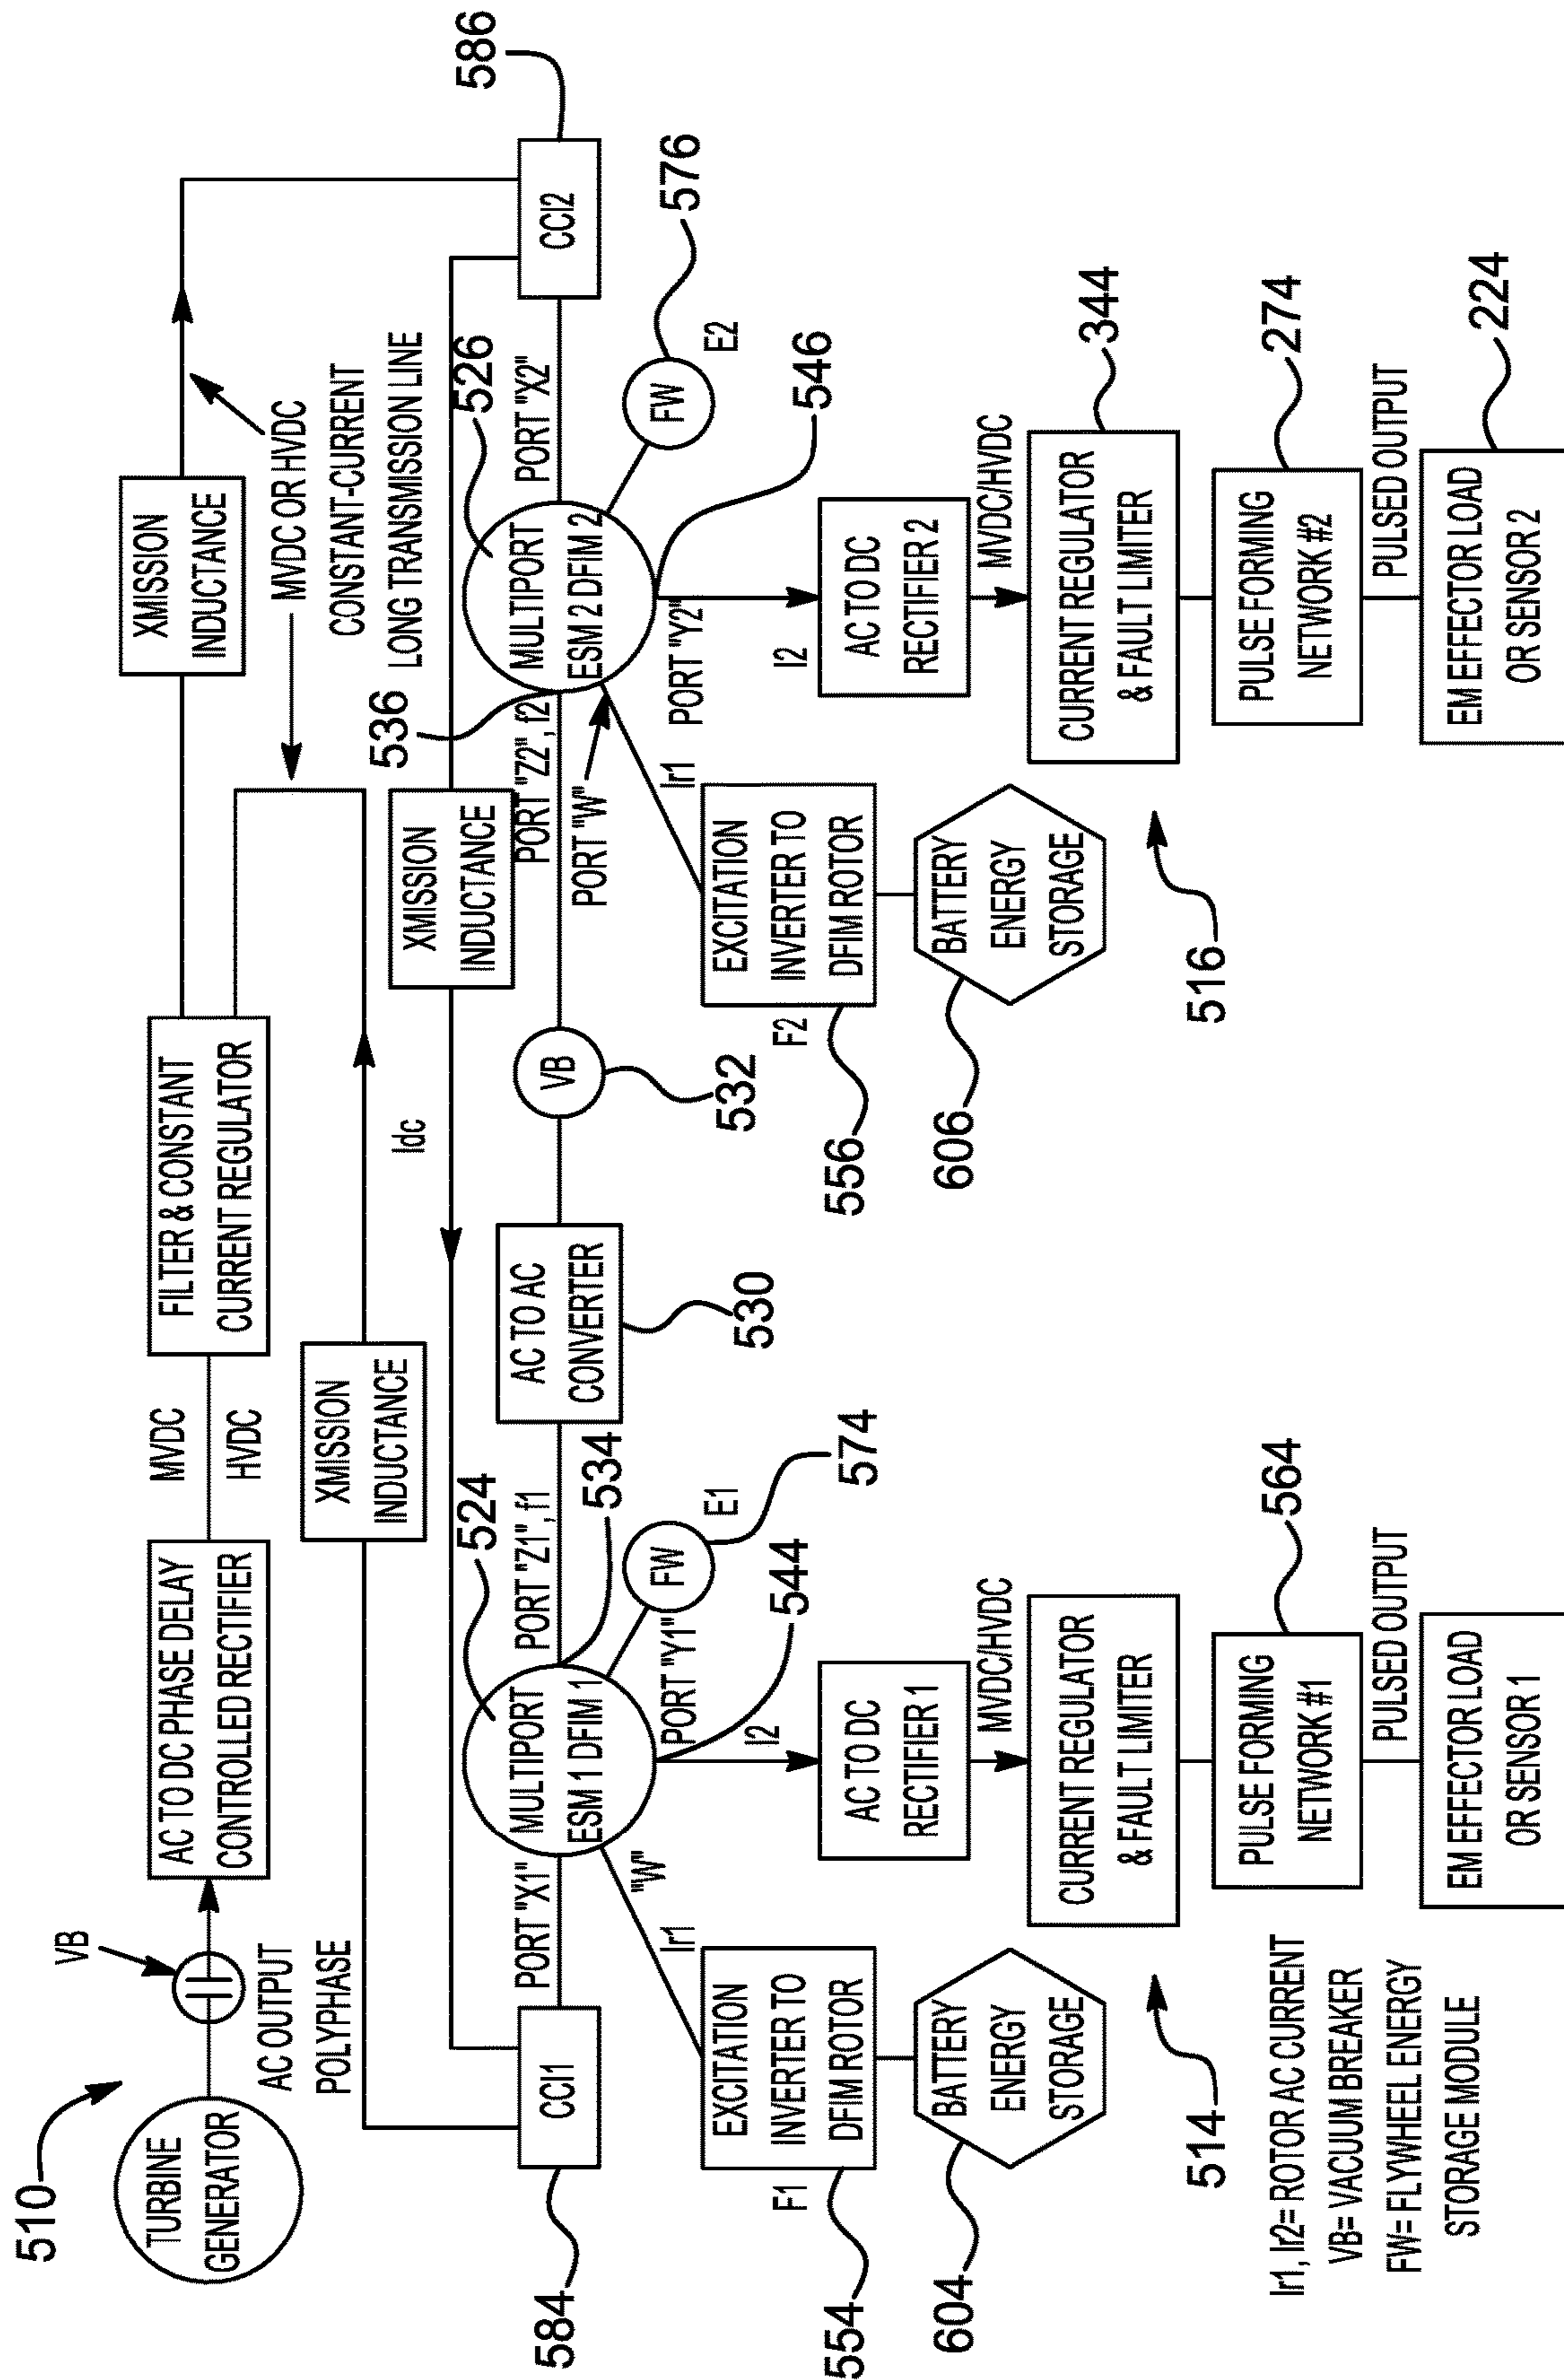 510
TURBINE
GENERATOR
VB
AC OUTPUT
POLYPHASE
AC TO DC PHASE DELAY
CONTROLLED RECTIFIER
MVDC
HVDC
FILTER & CONSTANT
CURRENT REGULATOR
XMISSION
INDUCTANCE
MVDC OR HVDC
CONSTANT-CURRENT
LONG TRANSMISSION LINE
XMISSION
INDUCTANCE
Idc
XMISSION
INDUCTANCE
584
CCI1
PORT "X1"
524
MULTIPORT
ESM 1 DFIM 1
PORT "Z1", f1
534
AC TO AC
CONVERTER
530
VB
532
536
PORT "Z2", f2
PORT "W"
526
MULTIPORT
ESM 2 DFIM 2
PORT "X2"
CCI2
586
FW
E1
574
FW
E2
576
"W"
Ir1
PORT "Y1"
I2
544
Ir1
PORT "Y2"
I2
546
F1
554
EXCITATION
INVERTER TO
DFIM ROTOR
AC TO DC
RECTIFIER 1
F2
556
EXCITATION
INVERTER TO
DFIM ROTOR
AC TO DC
RECTIFIER 2
604
BATTERY
ENERGY
STORAGE
MVDC/HVDC
CURRENT REGULATOR
& FAULT LIMITER
606
BATTERY
ENERGY
STORAGE
MVDC/HVDC
CURRENT REGULATOR
& FAULT LIMITER
344
514
PULSE FORMING
NETWORK #1
564
516
PULSE FORMING
NETWORK #2
274
PULSED OUTPUT
EM EFFECTOR LOAD
OR SENSOR 1
PULSED OUTPUT
EM EFFECTOR LOAD
OR SENSOR 2
224
Ir1, Ir2= ROTOR AC CURRENT
VB= VACUUM BREAKER
FW= FLYWHEEL ENERGY
STORAGE MODULE